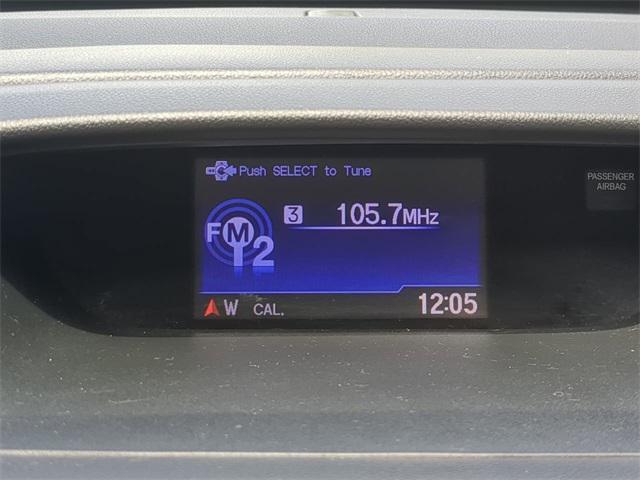 Push SELECT to Tune
PASSENGER
AIRBAG
3 105.7MHz
FM
2
W CAL. 12:05